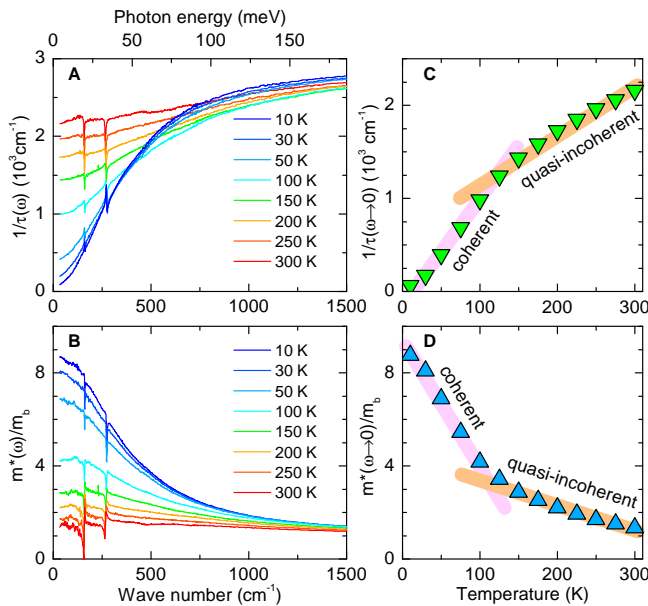 Photon energy (meV)
0 50 100 150
A
3
2
1
0
1/τ(ω) (10³cm⁻¹)
10 K
30 K
50 K
100 K
150 K
200 K
250 K
300 K
C
2
1
0
1/τ(ω→0) (10³ cm⁻¹)
coherent
quasi-incoherent
B
8
4
0
m*(ω)/m_b
10 K
30 K
50 K
100 K
150 K
200 K
250 K
300 K
0 500 1000 1500
Wave number (cm⁻¹)
D
8
4
0
m*(ω→0)/m_b
coherent
quasi-incoherent
0 100 200 300
Temperature (K)